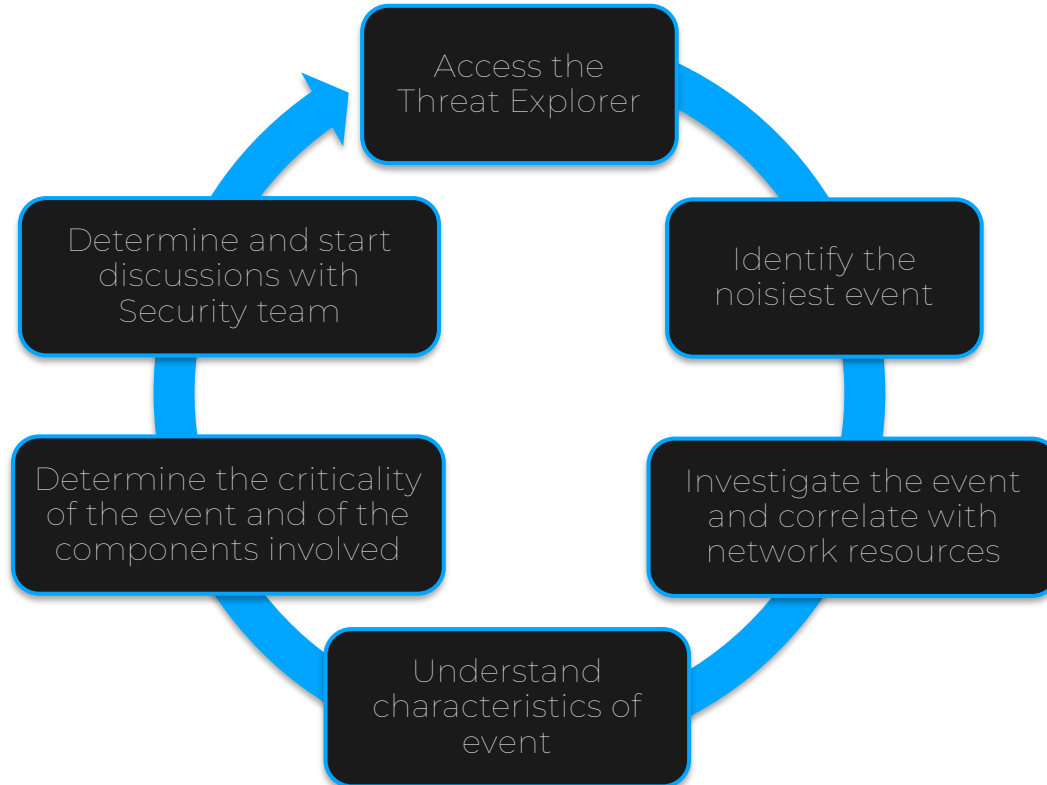 Access the
Threat Explorer
Identify the
noisiest event
Investigate the event
and correlate with
network resources
Understand
characteristics of
event
Determine the criticality
of the event and of the
components involved
Determine and start
discussions with
Security team